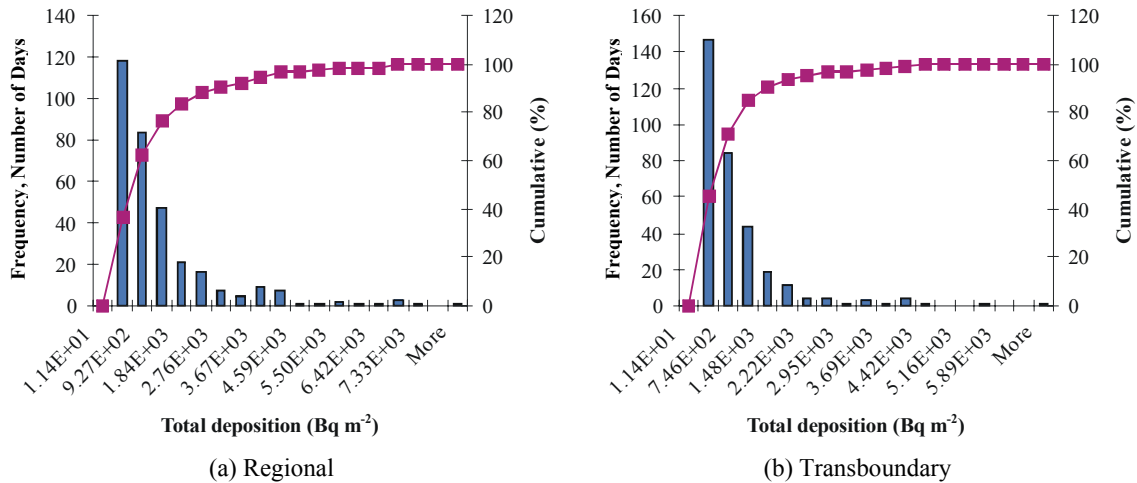 140
120
100
80
60
40
20
0
Frequency, Number of Days
120
100
80
60
40
20
0
Cumulative (%)
1.14E+01
9.27E+02
1.84E+03
2.76E+03
3.67E+03
4.59E+03
5.50E+03
6.42E+03
7.33E+03
More
Total deposition (Bq m⁻²)
(a) Regional
160
140
120
100
80
60
40
20
0
Frequency, Number of Days
120
100
80
60
40
20
0
Cumulative (%)
1.14E+01
7.46E+02
1.48E+03
2.22E+03
2.95E+03
3.69E+03
4.42E+03
5.16E+03
5.89E+03
More
Total deposition (Bq m⁻²)
(b) Transboundary